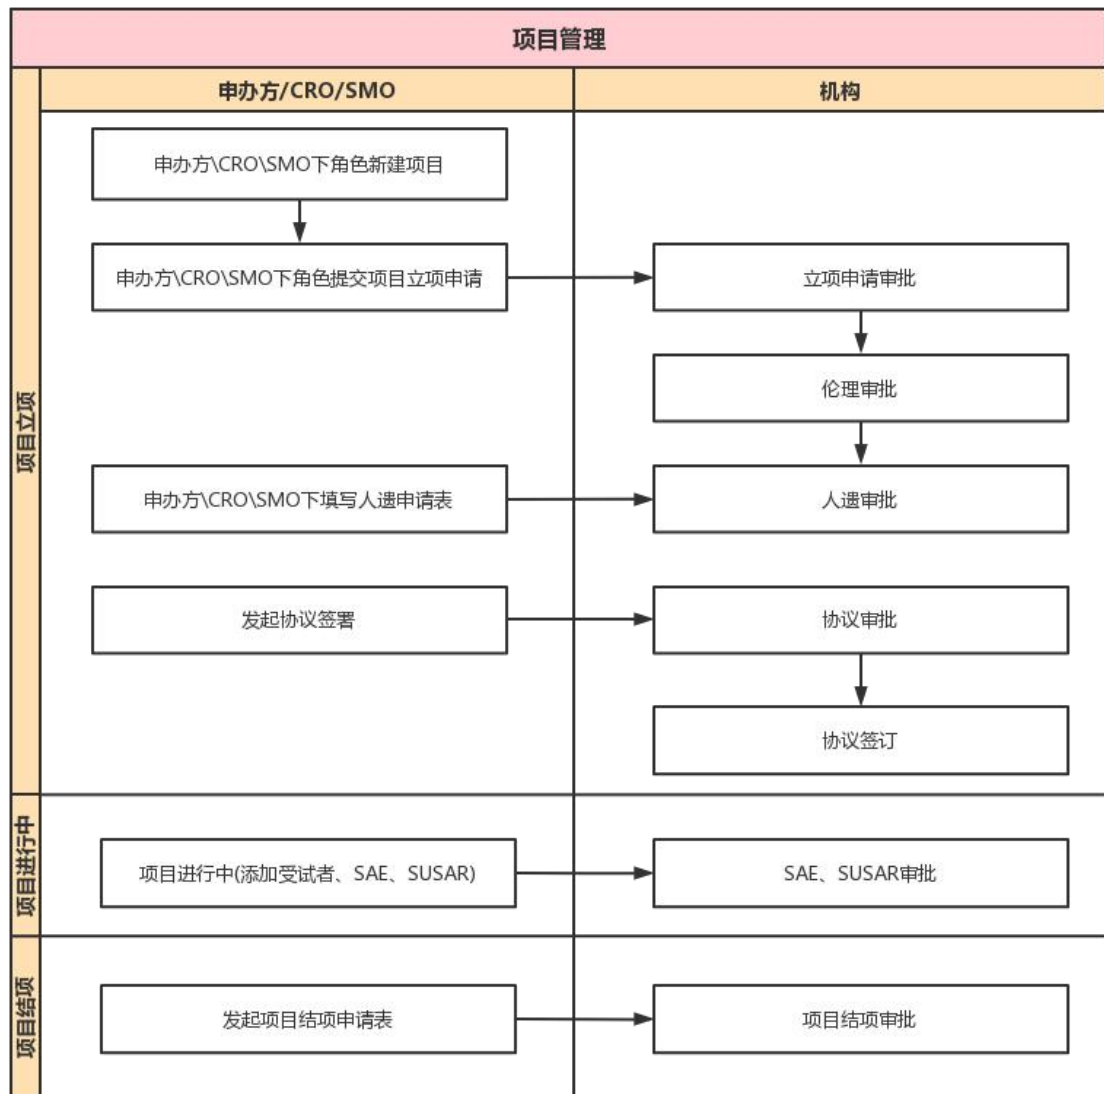 项目管理
申办方/CRO/SMO
机构
项目立项
申办方\CRO\SMO下角色新建项目
申办方\CRO\SMO下角色提交项目立项申请
立项申请审批
伦理审批
申办方\CRO\SMO下填写人遗申请表
人遗审批
发起协议签署
协议审批
协议签订
项目进行中
项目进行中(添加受试者、SAE、SUSAR)
SAE、SUSAR审批
项目结项
发起项目结项申请表
项目结项审批